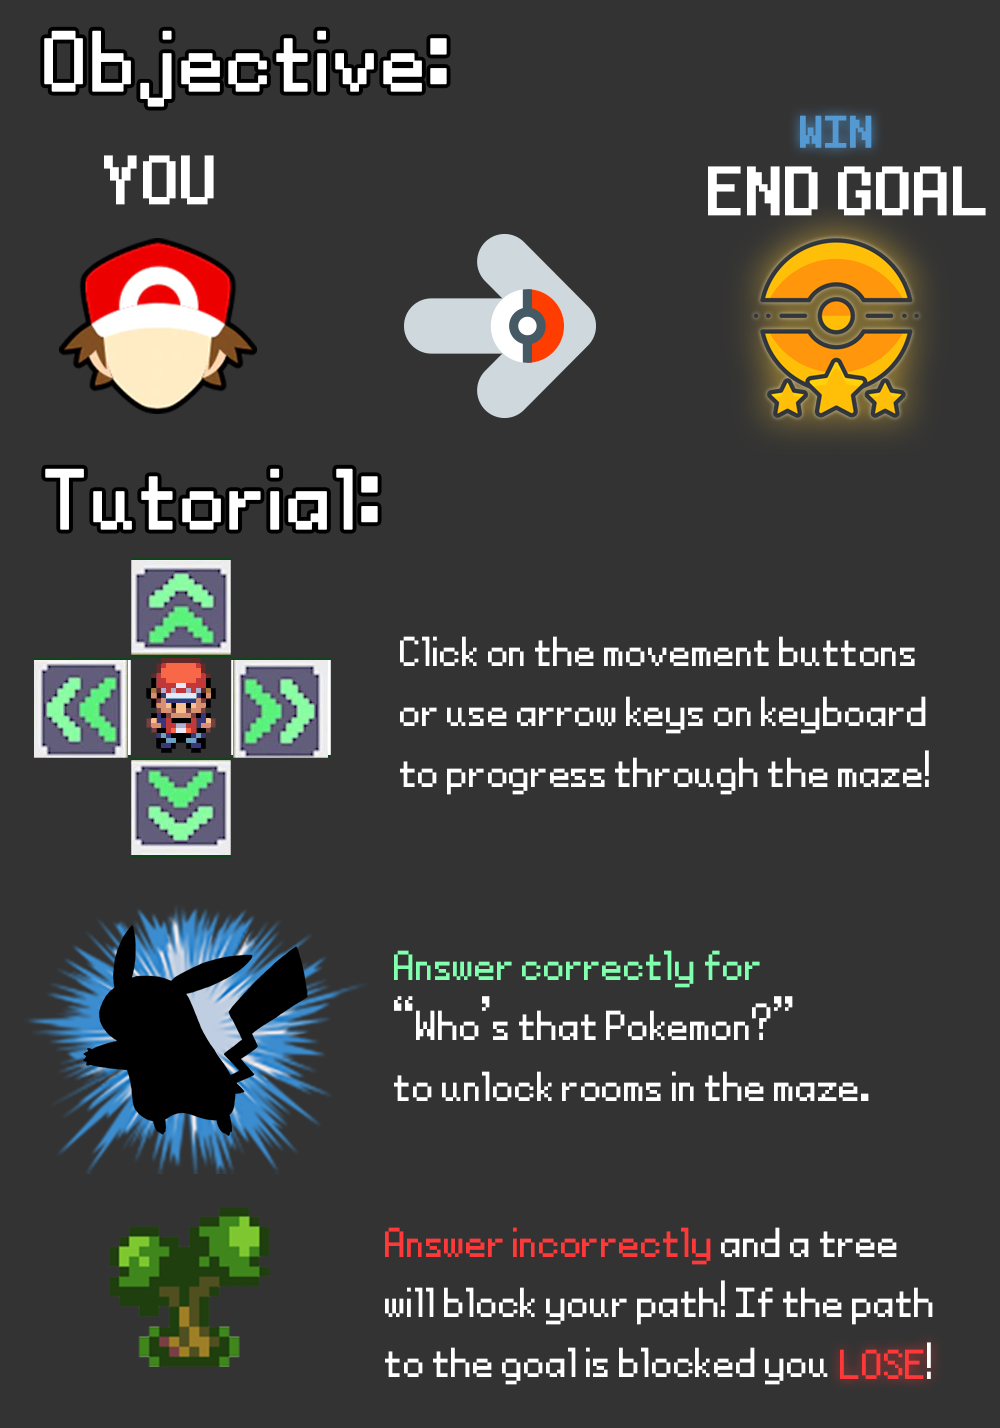 Objective:
YOU
WIN
END GOAL
Tutorial:
Click on the movement buttons
or use arrow keys on keyboard
to progress through the maze!
Answer correctly for
“Who’s that Pokemon?”
to unlock rooms in the maze.
Answer incorrectly and a tree
will block your path! If the path
to the goal is blocked you LOSE!